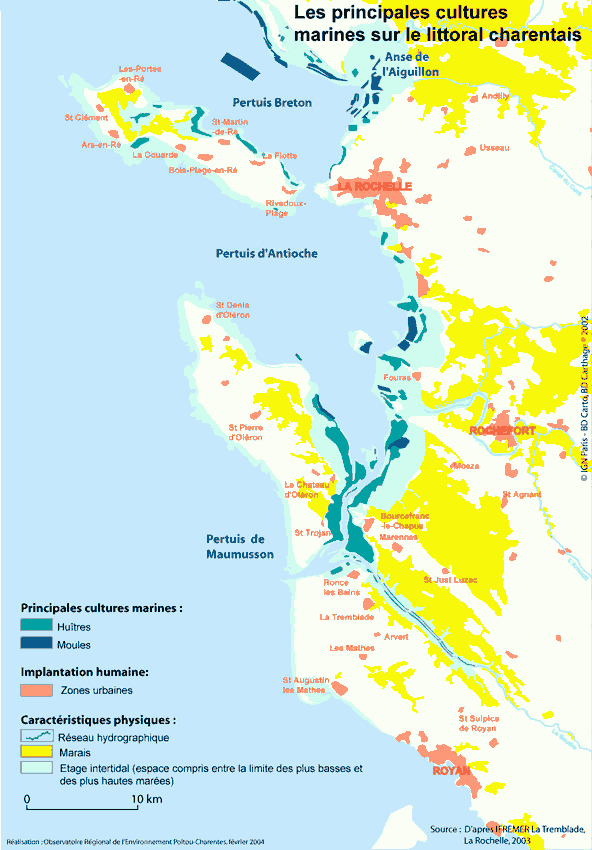 Les principales cultures
marines sur le littoral charentais
Anse de
l'Aiguillon
Pertuis Breton
Les Portes
en-Ré
St Clément
Ars-en-Ré
La Couarde
Bois-Plage-en-Ré
St-Martin
-de-Ré
La Flotte
Rivedoux-
Plage
Andilly
Usseau
LA ROCHELLE
Pertuis d'Antioche
St Denis
d'Oléron
Fouras
St Pierre
d'Oléron
ROCHEFORT
Moeze
St Agnant
La Chateau
d'Oléron
St Trojan
Bourcefranc
-le-Chapus
Marennes
Pertuis de
Maumusson
St Just Luzac
Ronce
les Bains
La Tremblade
Arvert
Les Mathes
St Augustin
les Mathes
St Sulpice
de Royan
ROYAN
© IGN Paris - BD Carto, BD Carthage ® 2002
Principales cultures marines :
Huîtres
Moules
Implantation humaine:
Zones urbaines
Caractéristiques physiques :
Réseau hydrographique
Marais
Etage intertidal (espace compris entre la limite des plus basses et
des plus hautes marées)
0 10 km
Réalisation : Observatoire Régional de l'Environnement Poitou-Charentes, février 2004
Source : D'apres IFREMER La Tremblade,
La Rochelle, 2003